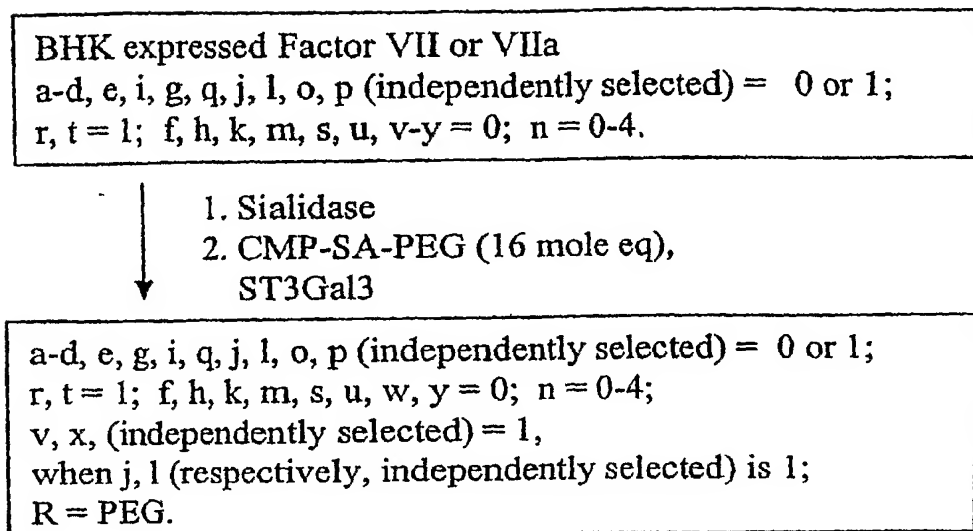 BHK expressed Factor VII or VIIa
a-d, e, i, g, q, j, l, o, p (independently selected) = 0 or 1;
r, t = 1; f, h, k, m, s, u, v-y = 0; n = 0-4.
1. Sialidase
2. CMP-SA-PEG (16 mole eq),
ST3Gal3
a-d, e, g, i, q, j, l, o, p (independently selected) = 0 or 1;
r, t = 1; f, h, k, m, s, u, w, y = 0; n = 0-4;
v, x, (independently selected) = 1,
when j, l (respectively, independently selected) is 1;
R = PEG.